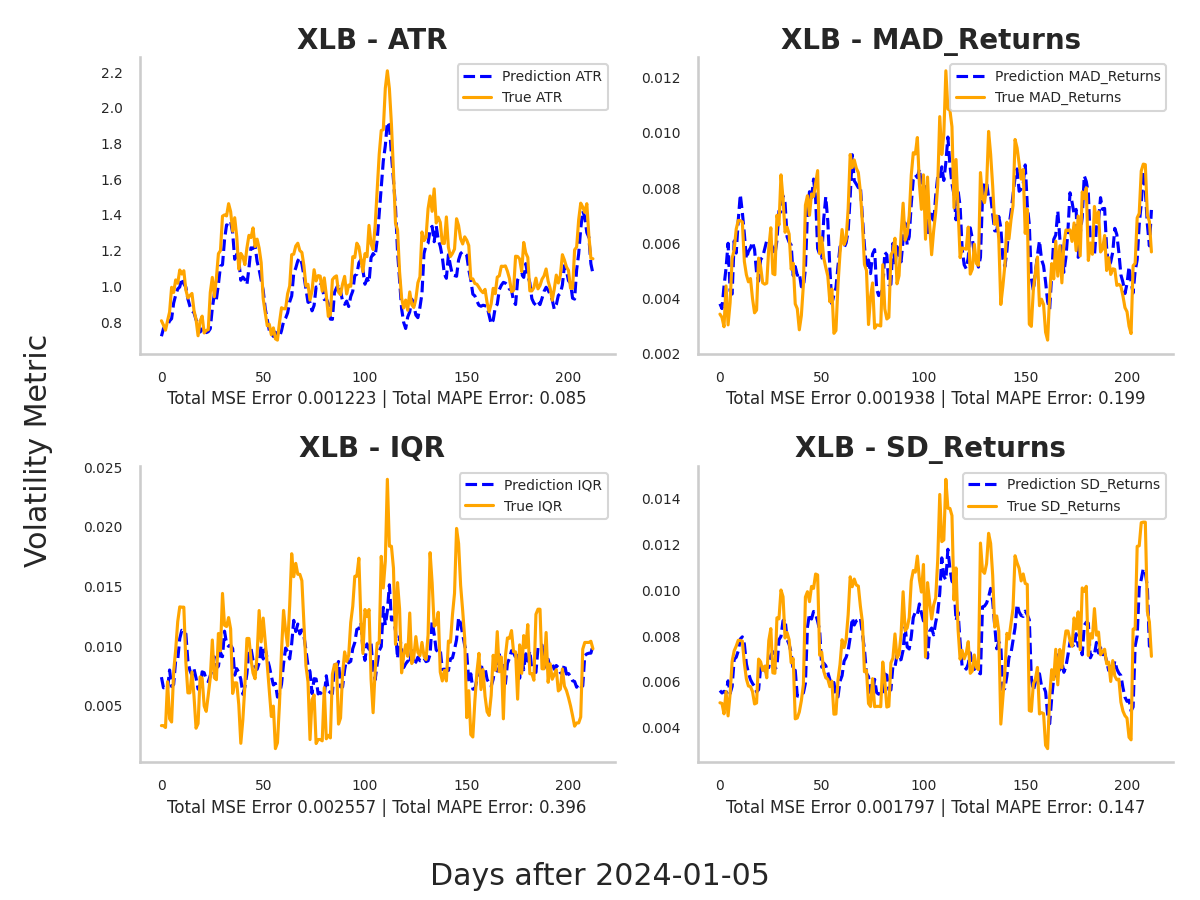 XLB - ATR
2.2
2.0
1.8
1.6
1.4
1.2
1.0
0.8
Prediction ATR
True ATR
0 50 100 150 200
Total MSE Error 0.001223 | Total MAPE Error: 0.085
XLB - MAD_Returns
0.012
0.010
0.008
0.006
0.004
0.002
Prediction MAD_Returns
True MAD_Returns
0 50 100 150 200
Total MSE Error 0.001938 | Total MAPE Error: 0.199
Volatility Metric
XLB - IQR
0.025
0.020
0.015
0.010
0.005
Prediction IQR
True IQR
0 50 100 150 200
Total MSE Error 0.002557 | Total MAPE Error: 0.396
XLB - SD_Returns
0.014
0.012
0.010
0.008
0.006
0.004
Prediction SD_Returns
True SD_Returns
0 50 100 150 200
Total MSE Error 0.001797 | Total MAPE Error: 0.147
Days after 2024-01-05